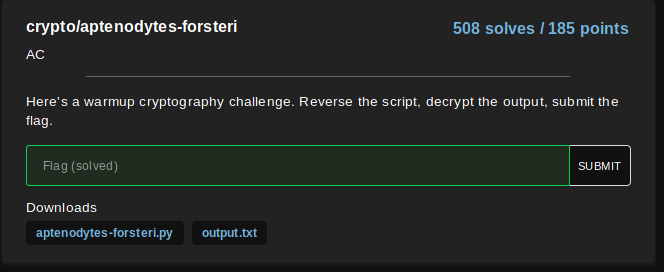 crypto/aptenodytes-forsteri
508 solves / 185 points
AC
Here's a warmup cryptography challenge. Reverse the script, decrypt the output, submit the
flag.
Flag (solved)
SUBMIT
Downloads
aptenodytes-forsteri.py
output.txt